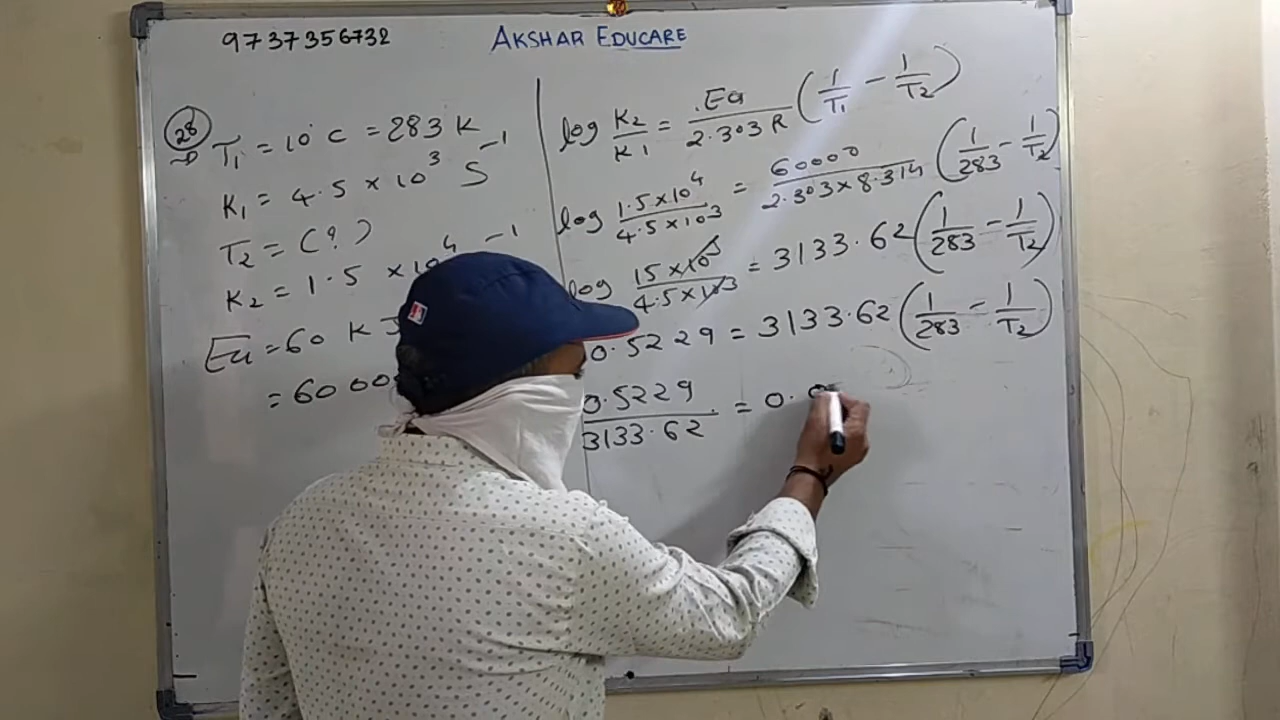 9737356732
AKSHAR EDUCARE
28
T₁ = 10°C = 283 K
K₁ = 4.5 × 10³ S⁻¹
T₂ = (?)
K₂ = 1.5 × 10⁴ ⁻¹
Ea = 60 K J
= 6000
log K₂/K₁ = Ea/2.303 R (1/T₁ - 1/T₂)
log 1.5×10⁴/4.5×10³ = 60000/2.303×8.314 (1/283 - 1/T₂)
log 15×10³/4.5×10³ = 3133.62 (1/283 - 1/T₂)
0.5229 = 3133.62 (1/283 - 1/T₂)
0.5229/3133.62 = 0.0